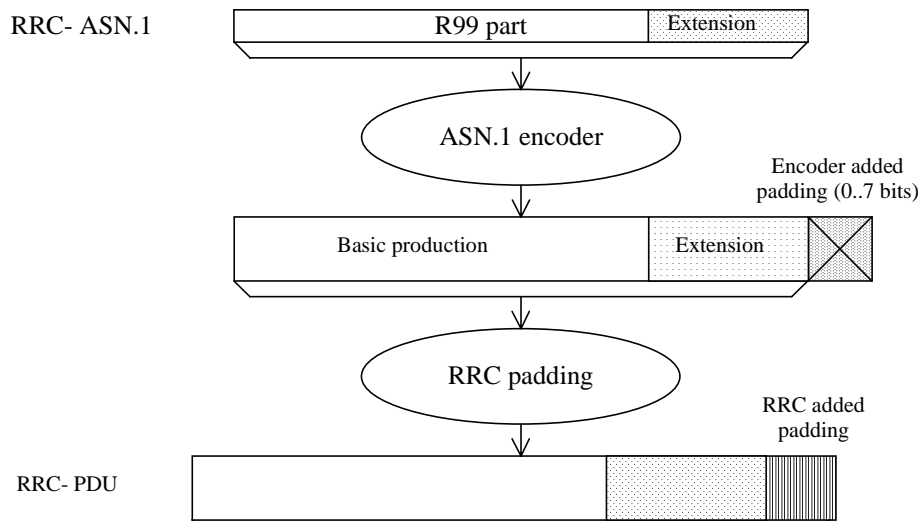 RRC- ASN.1
R99 part
Extension
ASN.1 encoder
Encoder added
padding (0..7 bits)
Basic production
Extension
RRC padding
RRC added
padding
RRC- PDU